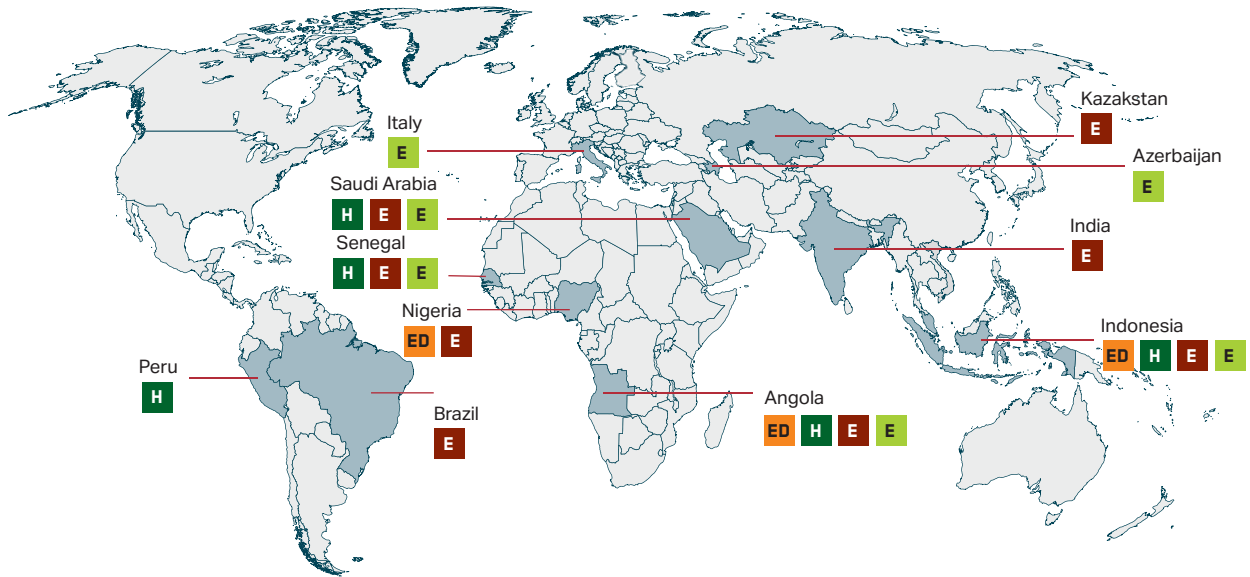 Kazakstan
E
Italy
E
Azerbaijan
E
Saudi Arabia
H E E
India
E
Senegal
H E E
Nigeria
ED E
Indonesia
ED H E E
Peru
H
Angola
ED H E E
Brazil
E